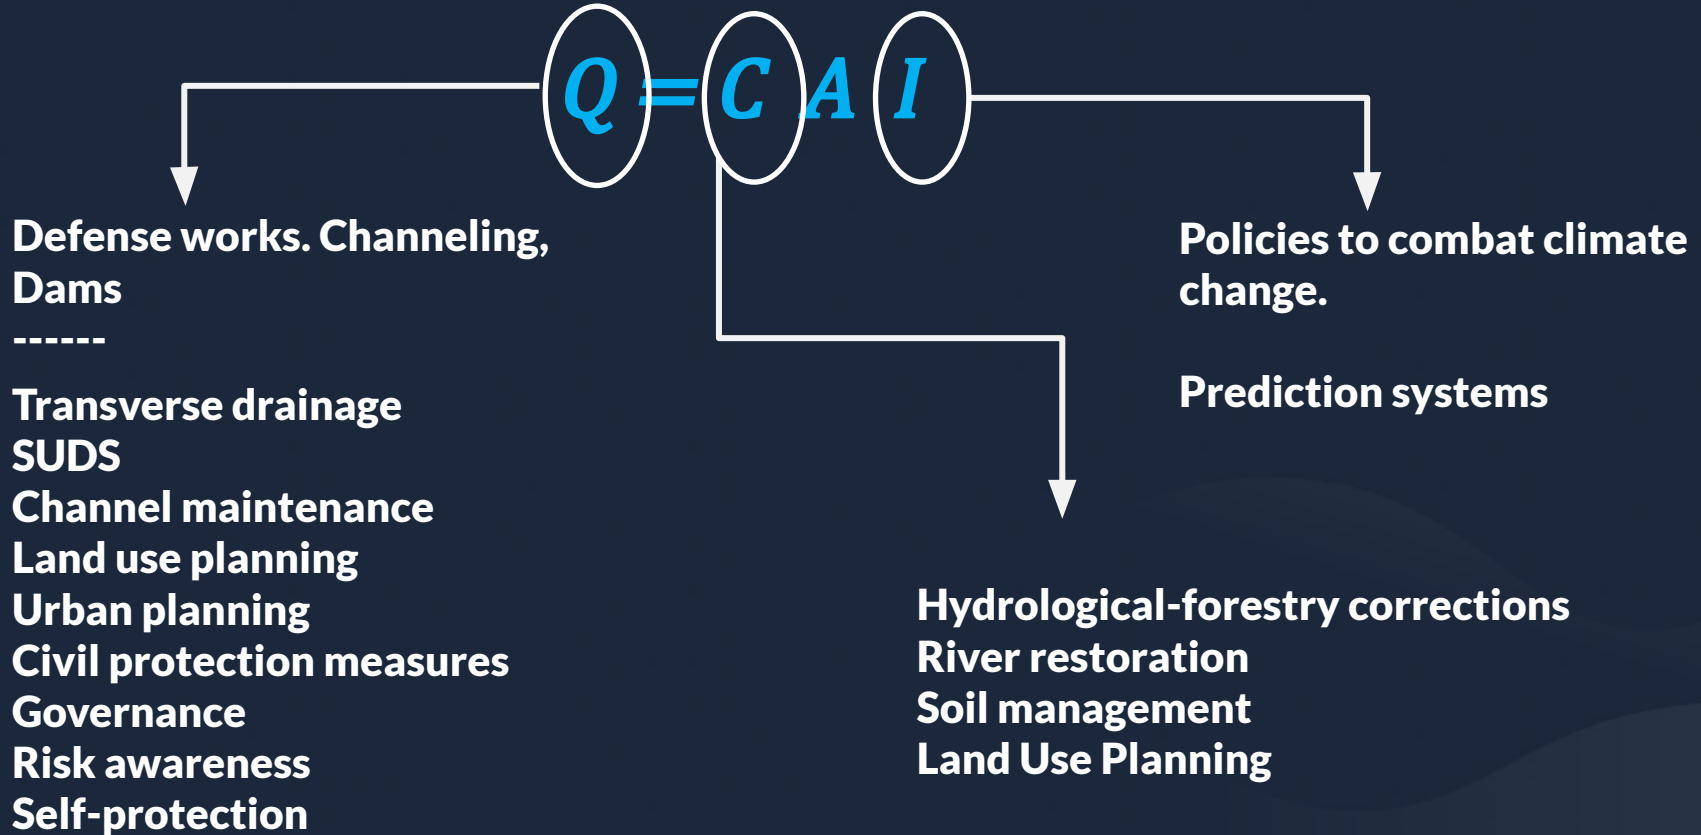 Q = C A I
Defense works. Channeling,
Dams
------
Transverse drainage
SUDS
Channel maintenance
Land use planning
Urban planning
Civil protection measures
Governance
Risk awareness
Self-protection
Policies to combat climate
change.
Prediction systems
Hydrological-forestry corrections
River restoration
Soil management
Land Use Planning